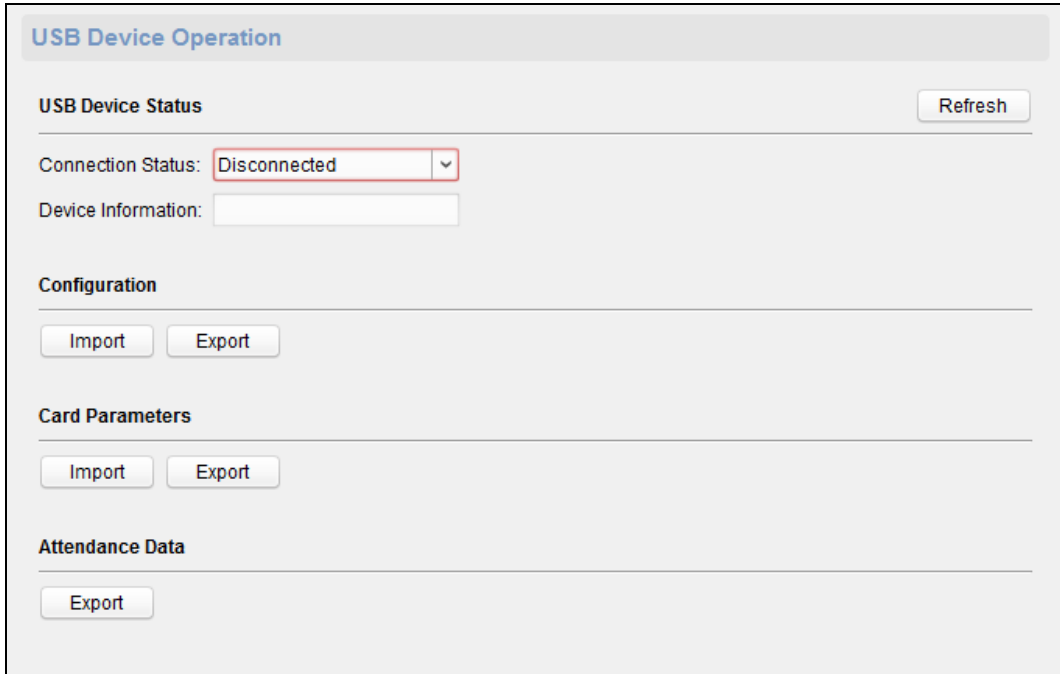 USB Device Operation
USB Device Status Refresh
Connection Status: Disconnected
Device Information:
Configuration
Import Export
Card Parameters
Import Export
Attendance Data
Export